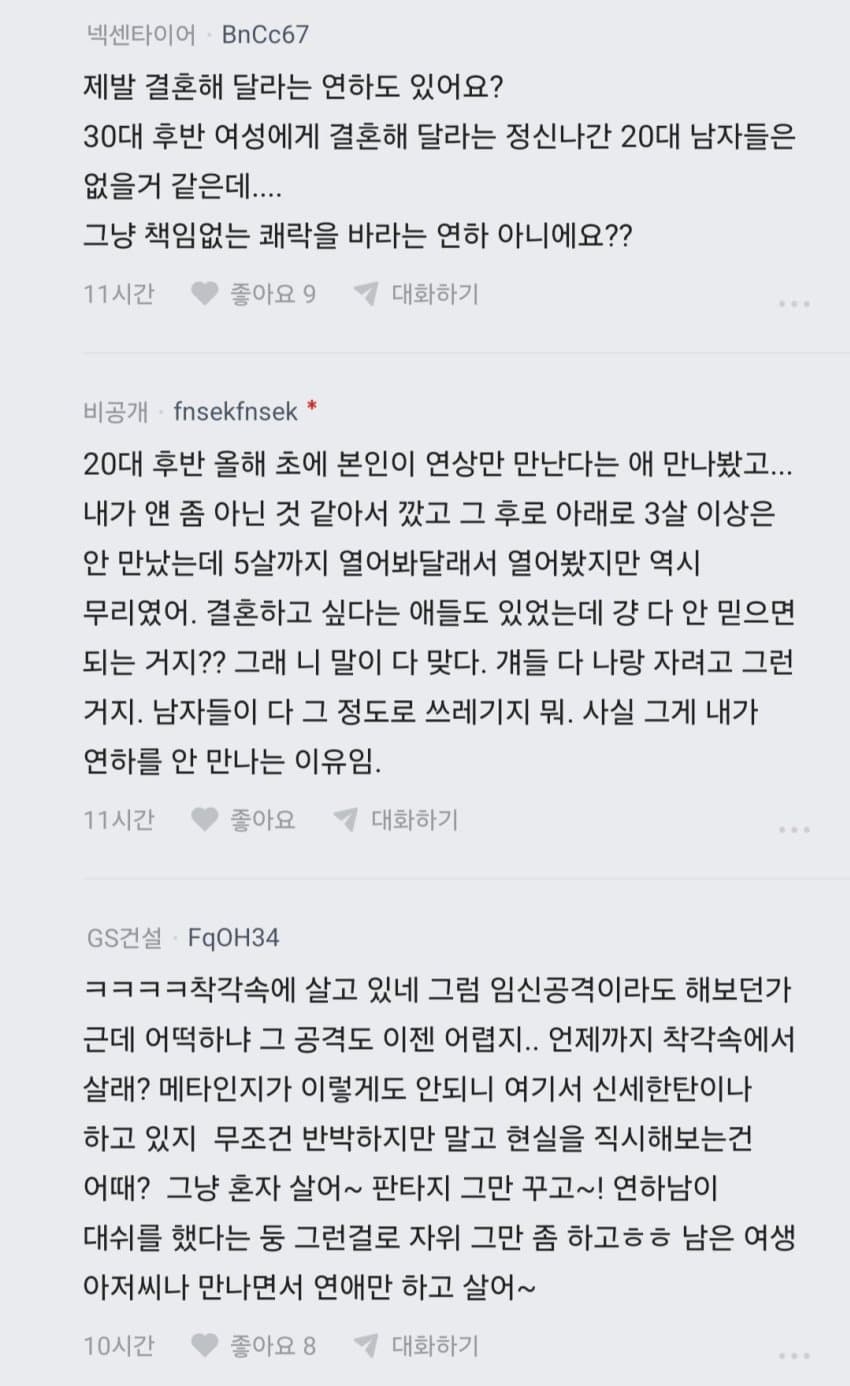 넥센타이어 · BnCc67
제발 결혼해 달라는 연하도 있어요?
30대 후반 여성에게 결혼해 달라는 정신나간 20대 남자들은
없을거 같은데....
그냥 책임없는 쾌락을 바라는 연하 아니에요??
11시간 좋아요 9 대화하기
비공개 · fnsekfnsek *
20대 후반 올해 초에 본인이 연상만 만난다는 애 만나봤고...
내가 얜 좀 아닌 것 같아서 깠고 그 후로 아래로 3살 이상은
안 만났는데 5살까지 열어봐달래서 열어봤지만 역시
무리였어. 결혼하고 싶다는 애들도 있었는데 걍 다 안 믿으면
되는 거지?? 그래 니 말이 다 맞다. 걔들 다 나랑 자려고 그런
거지. 남자들이 다 그 정도로 쓰레기지 뭐. 사실 그게 내가
연하를 안 만나는 이유임.
11시간 좋아요 대화하기
GS건설 · FqOH34
ㅋㅋㅋㅋ착각속에 살고 있네 그럼 임신공격이라도 해보던가
근데 어떡하냐 그 공격도 이젠 어렵지.. 언제까지 착각속에서
살래? 메타인지가 이렇게도 안되니 여기서 신세한탄이나
하고 있지 무조건 반박하지만 말고 현실을 직시해보는건
어때? 그냥 혼자 살어~ 판타지 그만 꾸고~! 연하남이
대쉬를 했다는 둥 그런걸로 자위 그만 좀 하고ㅎㅎ 남은 여생
아저씨나 만나면서 연애만 하고 살어~
10시간 좋아요 8 대화하기